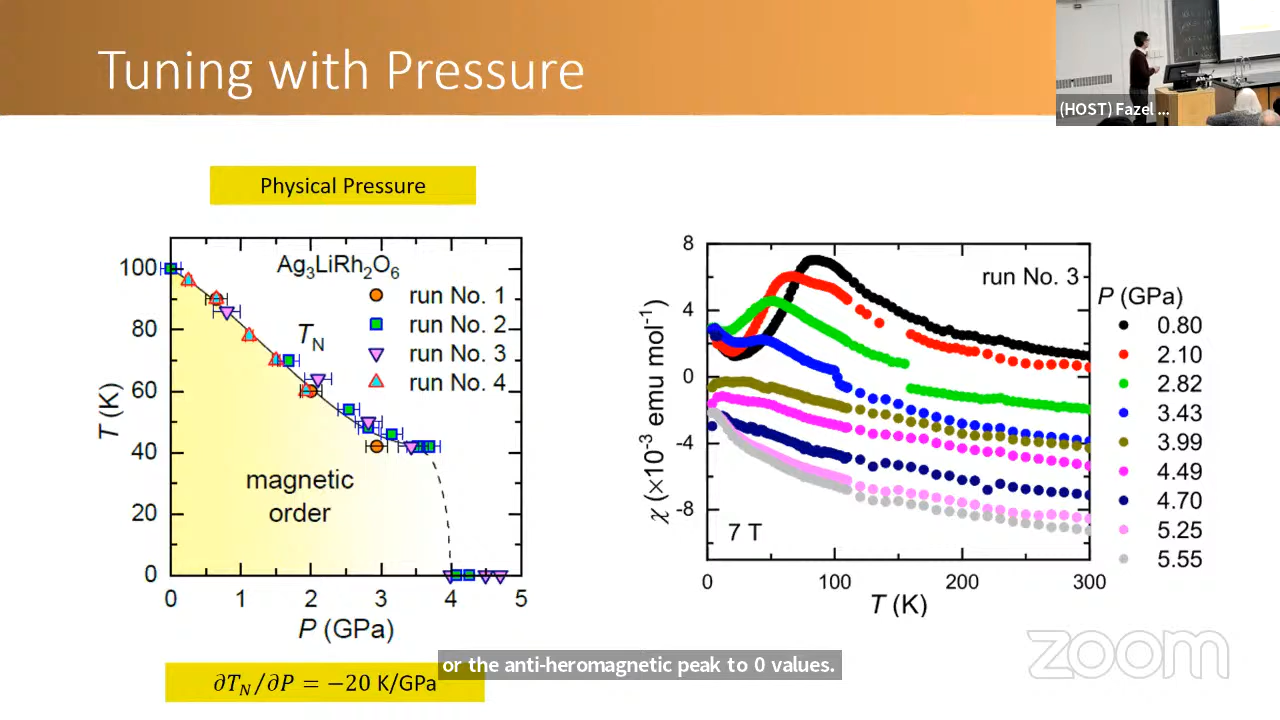 Tuning with Pressure
(HOST) Fazel ...
Physical Pressure
Ag3LiRh2O6
run No. 1
run No. 2
run No. 3
run No. 4
TN
magnetic
order
T (K)
100
80
60
40
20
0
0 1 2 3 4 5
P (GPa)
∂TN/∂P = −20 K/GPa
run No. 3
P (GPa)
0.80
2.10
2.82
3.43
3.99
4.49
4.70
5.25
5.55
χ (×10-3 emu mol-1)
8
4
0
-4
-8
7 T
0 100 200 300
T (K)
or the anti-heromagnetic peak to 0 values.
zoom